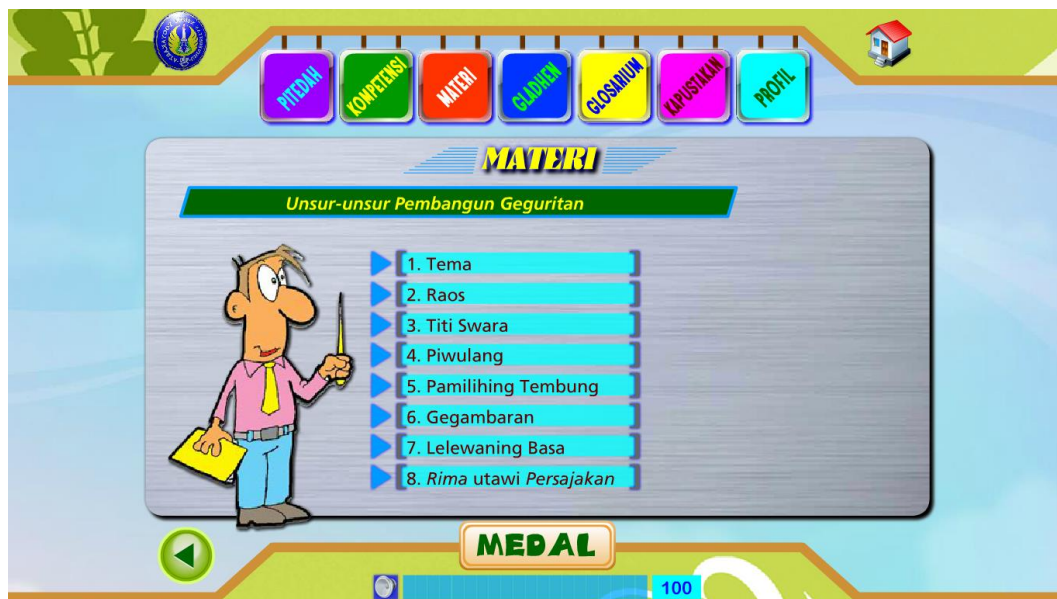 PITEDAH
KOMPETENSI
MATERI
GLADHEN
GLOSARIUM
KAPUSTAKAN
PROFIL
MATERI
Unsur-unsur Pembangun Geguritan
1. Tema
2. Raos
3. Titi Swara
4. Piwulang
5. Pamilihing Tembung
6. Gegambaran
7. Lelewaning Basa
8. Rima utawi Persajakan
MEDAL
100